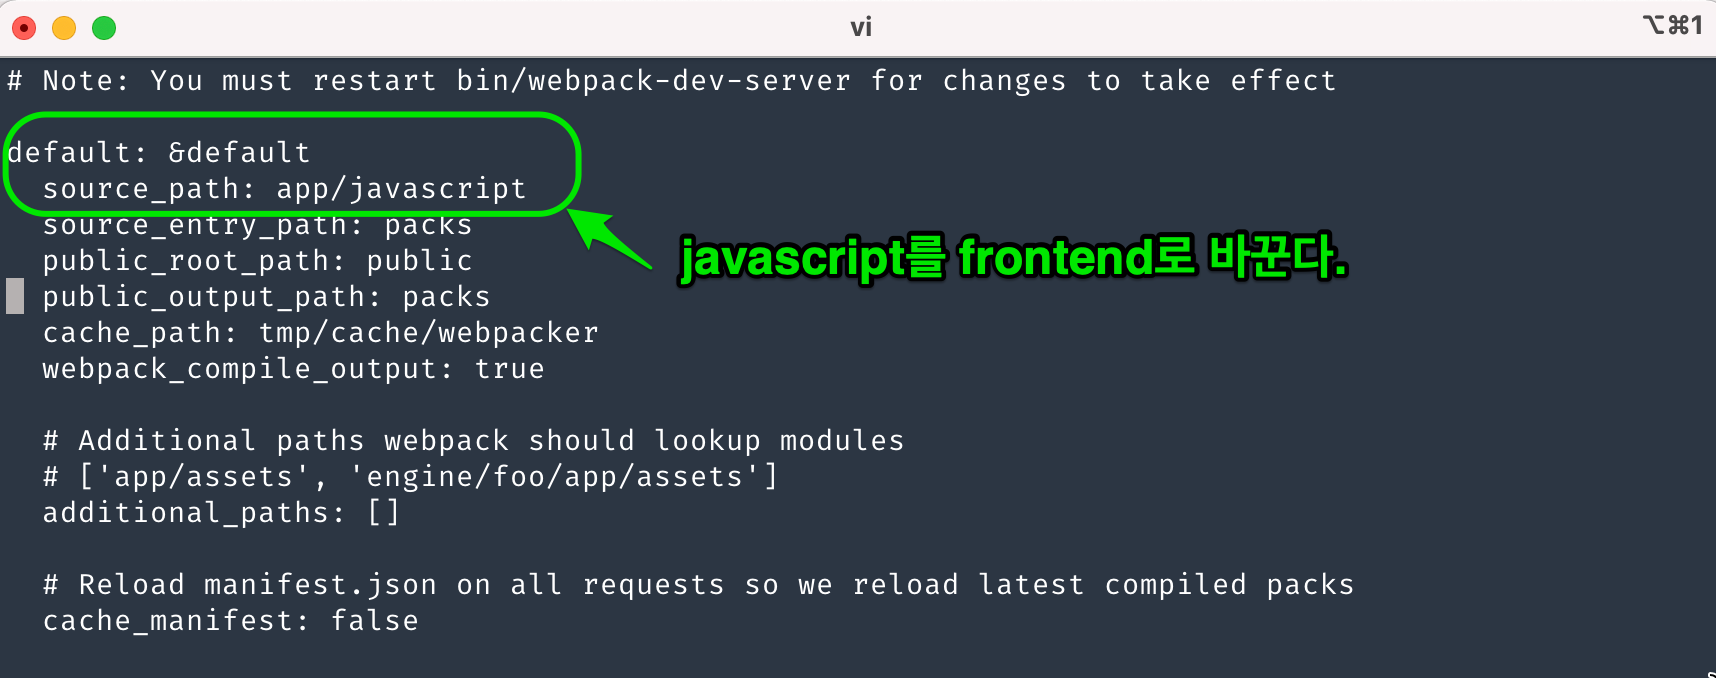 vi
⌥⌘1
# Note: You must restart bin/webpack-dev-server for changes to take effect
default: &default
  source_path: app/javascript
  source_entry_path: packs
  public_root_path: public
javascript를 frontend로 바꾼다.
  public_output_path: packs
  cache_path: tmp/cache/webpacker
  webpack_compile_output: true
  # Additional paths webpack should lookup modules
  # ['app/assets', 'engine/foo/app/assets']
  additional_paths: []
  # Reload manifest.json on all requests so we reload latest compiled packs
  cache_manifest: false